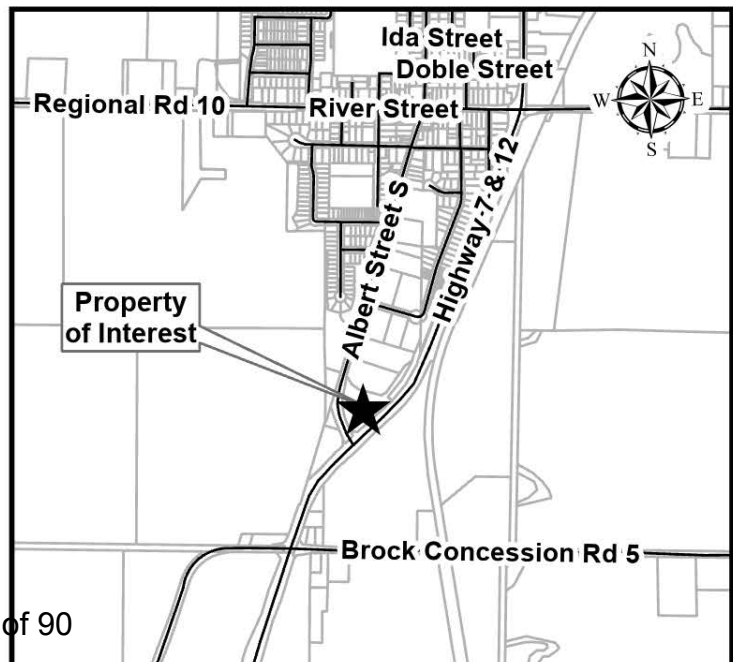 Ida Street
Doble Street
N
W
E
S
Regional Rd 10
River Street
Highway 7 & 12
Albert Street S
Property
of Interest
Brock Concession Rd 5
of 90